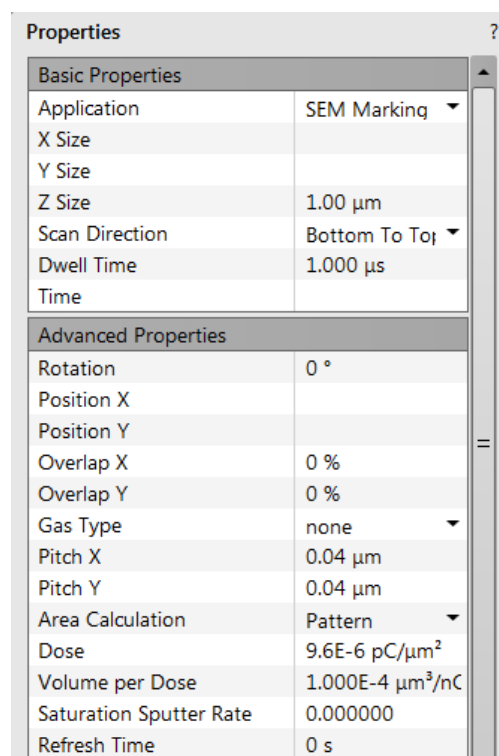 Properties ?
Basic Properties
Application SEM Marking
X Size
Y Size
Z Size 1.00 µm
Scan Direction Bottom To Top
Dwell Time 1.000 µs
Time
Advanced Properties
Rotation 0 °
Position X
Position Y
Overlap X 0 %
Overlap Y 0 %
Gas Type none
Pitch X 0.04 µm
Pitch Y 0.04 µm
Area Calculation Pattern
Dose 9.6E-6 pC/µm²
Volume per Dose 1.000E-4 µm³/nC
Saturation Sputter Rate 0.000000
Refresh Time 0 s